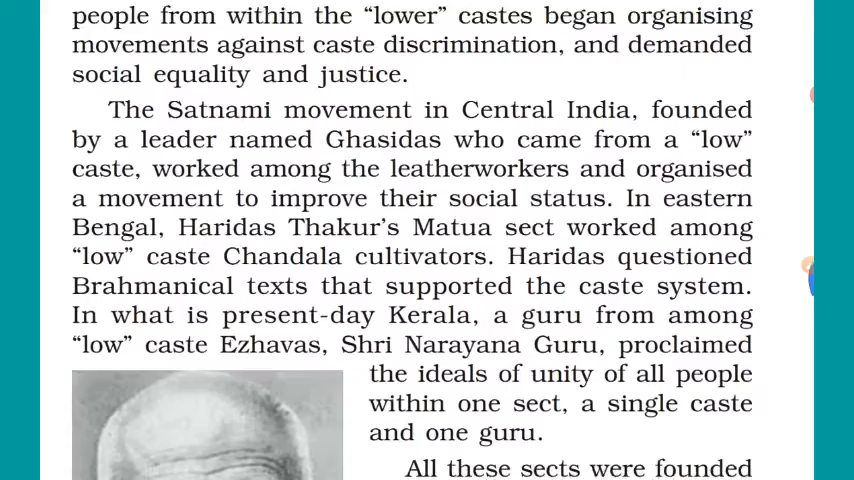 people from within the “lower” castes began organising
movements against caste discrimination, and demanded
social equality and justice.
The Satnami movement in Central India, founded
by a leader named Ghasidas who came from a “low”
caste, worked among the leatherworkers and organised
a movement to improve their social status. In eastern
Bengal, Haridas Thakur’s Matua sect worked among
“low” caste Chandala cultivators. Haridas questioned
Brahmanical texts that supported the caste system.
In what is present-day Kerala, a guru from among
“low” caste Ezhavas, Shri Narayana Guru, proclaimed
the ideals of unity of all people
within one sect, a single caste
and one guru.
All these sects were founded